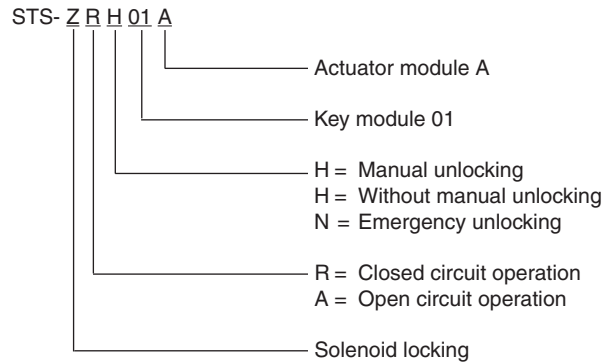 STS- Z R H 01 A
Actuator module A
Key module 01
H = Manual unlocking
H = Without manual unlocking
N = Emergency unlocking
R = Closed circuit operation
A = Open circuit operation
Solenoid locking